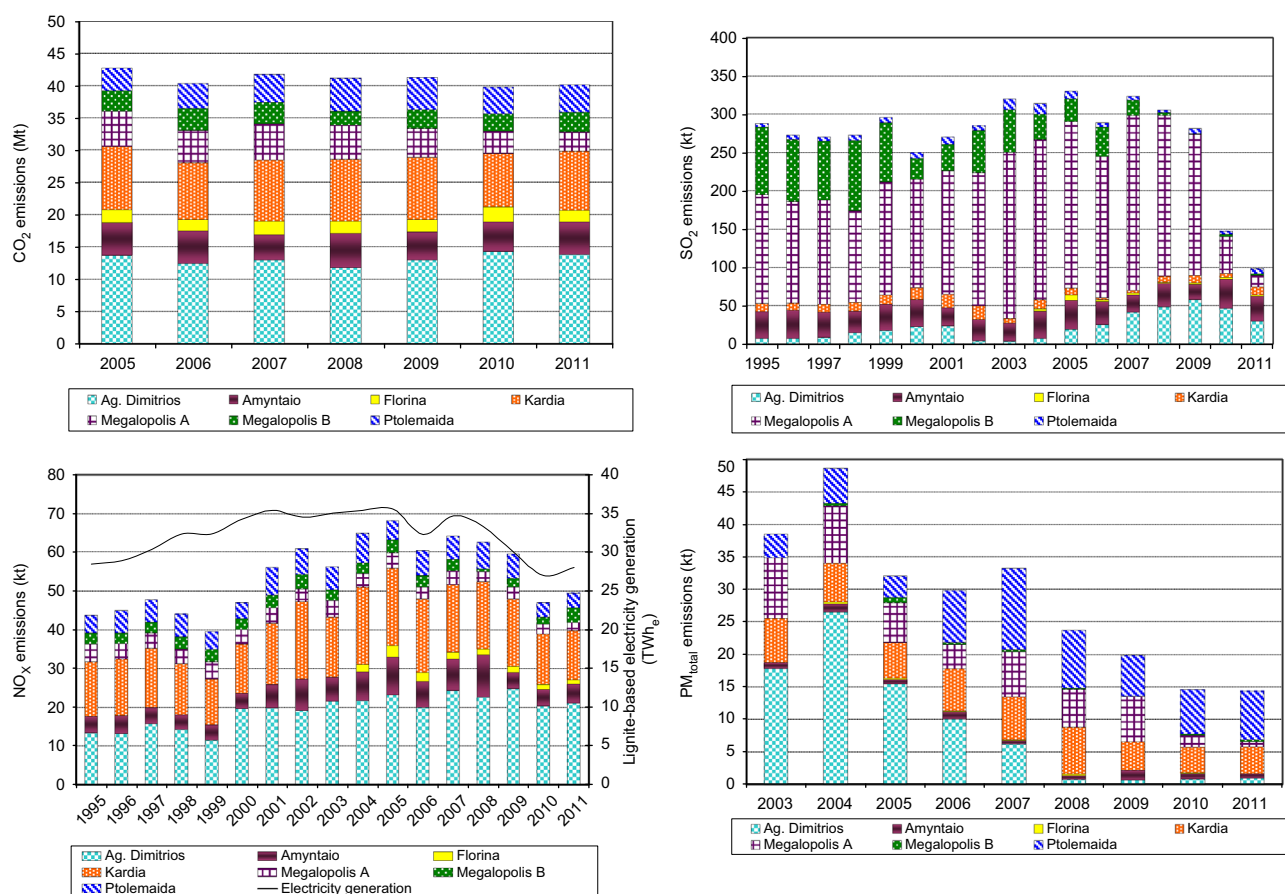 50
45
40
35
30
25
20
15
10
5
0
CO2 emissions (Mt)
2005 2006 2007 2008 2009 2010 2011
Ag. Dimitrios Amyntaio Florina Kardia
Megalopolis A Megalopolis B Ptolemaida
400
350
300
250
200
150
100
50
0
SO2 emissions (kt)
1995 1997 1999 2001 2003 2005 2007 2009 2011
Ag. Dimitrios Amyntaio Florina Kardia
Megalopolis A Megalopolis B Ptolemaida
80
70
60
50
40
30
20
10
0
NOX emissions (kt)
40
35
30
25
20
15
10
5
0
Lignite-based electricity generation
(TWhe)
1995 1996 1997 1998 1999 2000 2001 2002 2003 2004 2005 2006 2007 2008 2009 2010 2011
Ag. Dimitrios Amyntaio Florina
Kardia Megalopolis A Megalopolis B
Ptolemaida Electricity generation
50
45
40
35
30
25
20
15
10
5
0
PMtotal emissions (kt)
2003 2004 2005 2006 2007 2008 2009 2010 2011
Ag. Dimitrios Amyntaio Florina Kardia
Megalopolis A Megalopolis B Ptolemaida